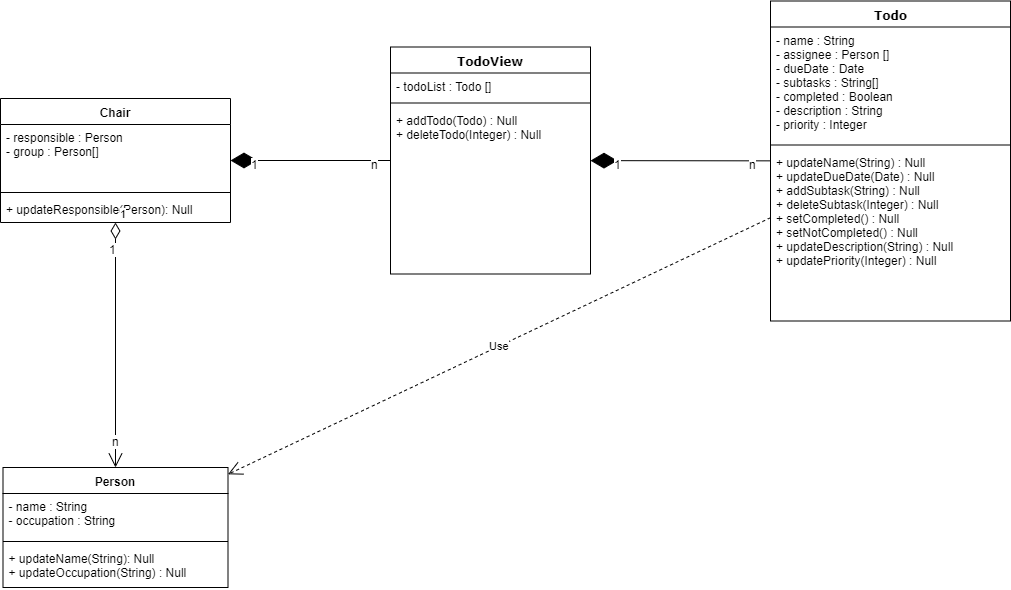 Todo
- name : String
- assignee : Person []
- dueDate : Date
- subtasks : String[]
- completed : Boolean
- description : String
- priority : Integer
+ updateName(String) : Null
+ updateDueDate(Date) : Null
+ addSubtask(String) : Null
+ deleteSubtask(Integer) : Null
+ setCompleted() : Null
+ setNotCompleted() : Null
+ updateDescription(String) : Null
+ updatePriority(Integer) : Null
TodoView
- todoList : Todo []
+ addTodo(Todo) : Null
+ deleteTodo(Integer) : Null
1
n
Chair
- responsible : Person
- group : Person[]
+ updateResponsible(Person): Null
1
n
1
1
n
Use
Person
- name : String
- occupation : String
+ updateName(String): Null
+ updateOccupation(String) : Null